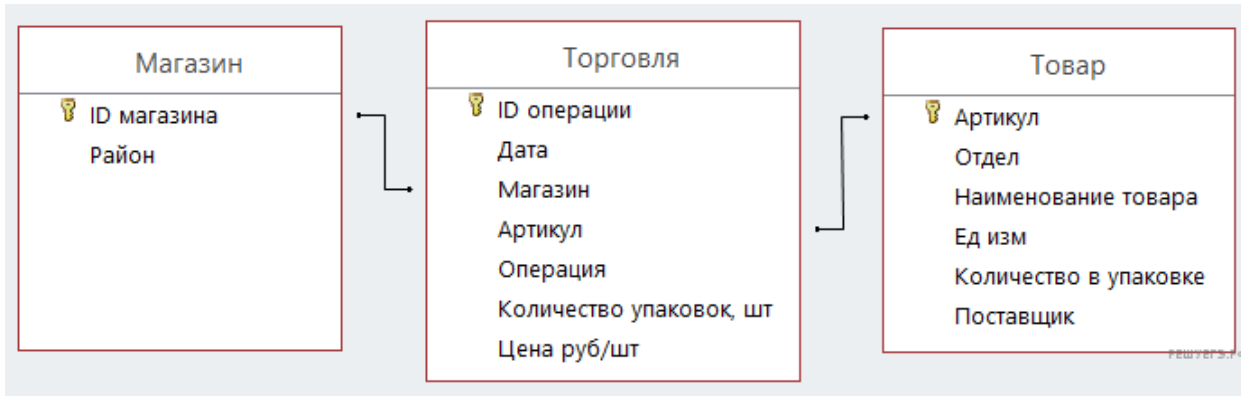 Магазин
ID магазина
Район
Торговля
ID операции
Дата
Магазин
Артикул
Операция
Количество упаковок, шт
Цена руб/шт
Товар
Артикул
Отдел
Наименование товара
Ед изм
Количество в упаковке
Поставщик